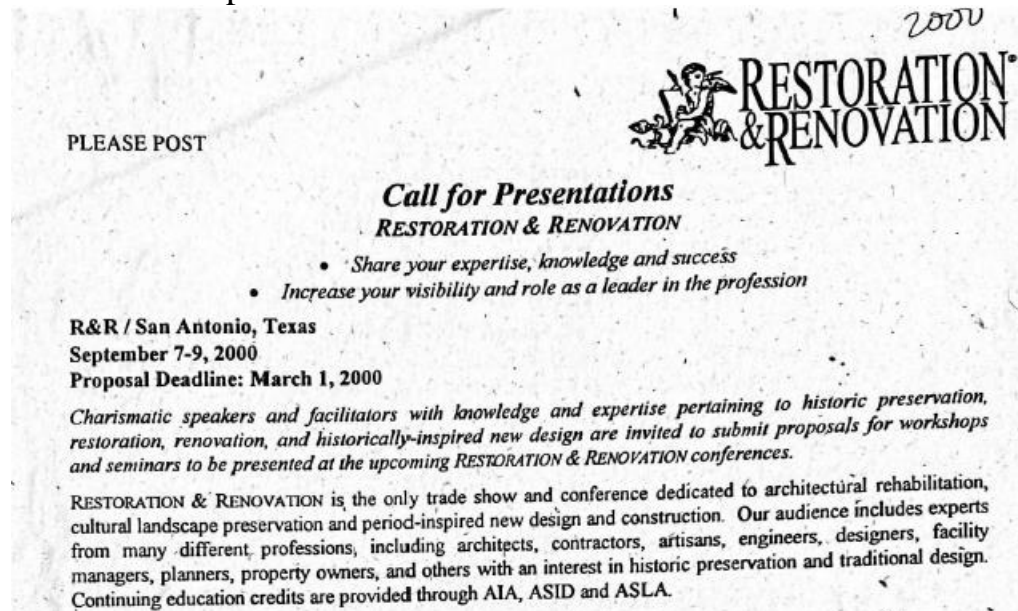 2000
RESTORATION®
&RENOVATION
PLEASE POST
Call for Presentations
RESTORATION & RENOVATION
• Share your expertise, knowledge and success
• Increase your visibility and role as a leader in the profession
R&R / San Antonio, Texas
September 7-9, 2000
Proposal Deadline: March 1, 2000
Charismatic speakers and facilitators with knowledge and expertise pertaining to historic preservation,
restoration, renovation, and historically-inspired new design are invited to submit proposals for workshops
and seminars to be presented at the upcoming RESTORATION & RENOVATION conferences.
RESTORATION & RENOVATION is the only trade show and conference dedicated to architectural rehabilitation,
cultural landscape preservation and period-inspired new design and construction. Our audience includes experts
from many different professions, including architects, contractors, artisans, engineers, designers, facility
managers, planners, property owners, and others with an interest in historic preservation and traditional design.
Continuing education credits are provided through AIA, ASID and ASLA.